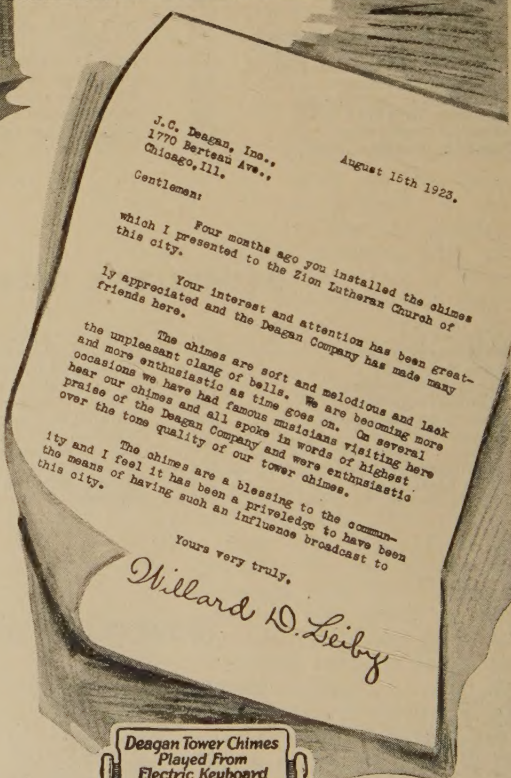 August 15th 1923.
J.C. Deagan, Inc.,
1770 Berteau Ave.,
Chicago, Ill.
Gentlemen:
Four months ago you installed the chimes
which I presented to the Zion Lutheran Church of
this city.
Your interest and attention has been great-
ly appreciated and the Deagan Company has made many
friends here.
The chimes are soft and melodious and lack
the unpleasant clang of bells. We are becoming more
and more enthusiastic as time goes on. On several
occasions we have had famous musicians visiting here
hear our chimes and all spoke in words of highest
praise of the Deagan Company and were enthusiastic
over the tone quality of our tower chimes.
The chimes are a blessing to the commun-
ity and I feel it has been a priveledge to have been
the means of having such an influence broadcast to
this city.
Yours very truly,
Willard D. Leiby
Deagan Tower Chimes
Played From
Electric Keyboard